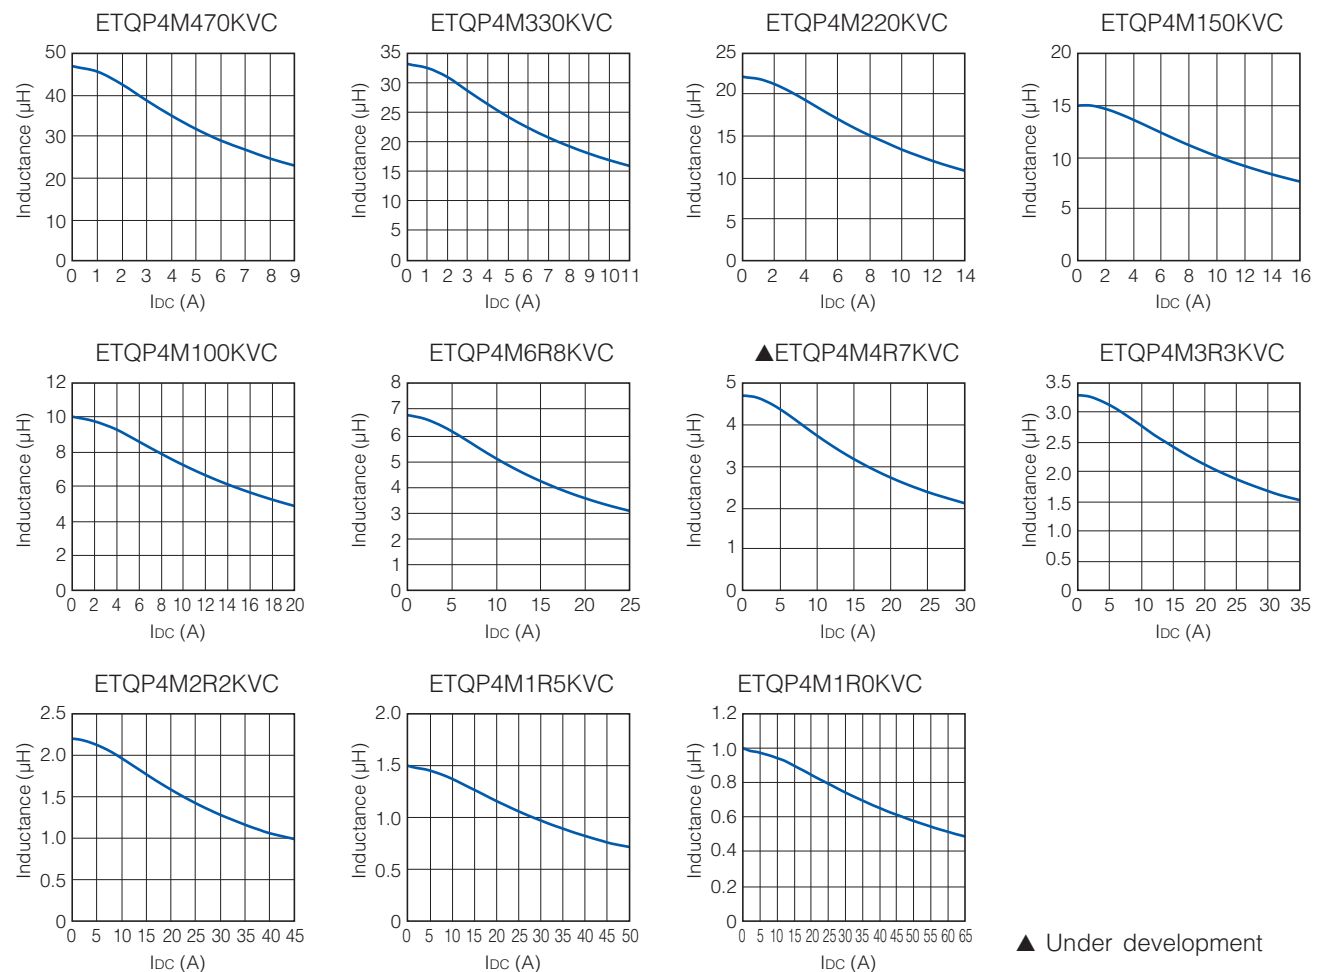 ETQP4M470KVC
Inductance (µH)
50
40
30
20
10
0
0 1 2 3 4 5 6 7 8 9
IDC (A)
ETQP4M330KVC
Inductance (µH)
35
30
25
20
15
10
5
0
0 1 2 3 4 5 6 7 8 9 10 11
IDC (A)
ETQP4M220KVC
Inductance (µH)
25
20
15
10
5
0
0 2 4 6 8 10 12 14
IDC (A)
ETQP4M150KVC
Inductance (µH)
20
15
10
5
0
0 2 4 6 8 10 12 14 16
IDC (A)
ETQP4M100KVC
Inductance (µH)
12
10
8
6
4
2
0
0 2 4 6 8 10 12 14 16 18 20
IDC (A)
ETQP4M6R8KVC
Inductance (µH)
8
7
6
5
4
3
2
1
0
0 5 10 15 20 25
IDC (A)
▲ETQP4M4R7KVC
Inductance (µH)
5
4
3
2
1
0
0 5 10 15 20 25 30
IDC (A)
ETQP4M3R3KVC
Inductance (µH)
3.5
3.0
2.5
2.0
1.5
1.0
0.5
0
0 5 10 15 20 25 30 35
IDC (A)
ETQP4M2R2KVC
Inductance (µH)
2.5
2.0
1.5
1.0
0.5
0
0 5 10 15 20 25 30 35 40 45
IDC (A)
ETQP4M1R5KVC
Inductance (µH)
2.0
1.5
1.0
0.5
0
0 5 10 15 20 25 30 35 40 45 50
IDC (A)
ETQP4M1R0KVC
Inductance (µH)
1.2
1.0
0.8
0.6
0.4
0.2
0
0 5 10 15 20 25 30 35 40 45 50 55 60 65
IDC (A)
▲ Under development